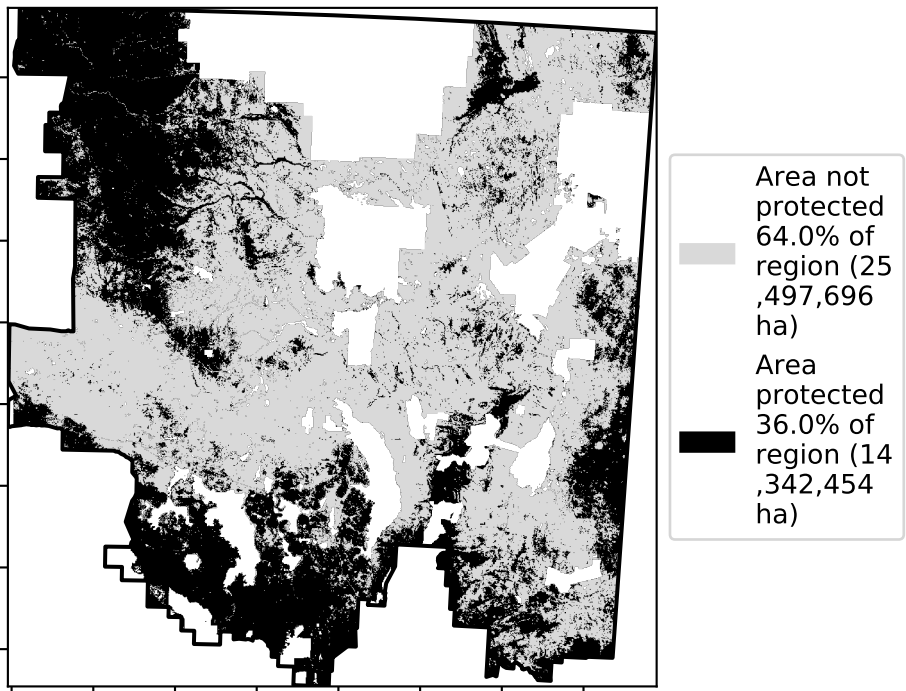 Area not
protected
64.0% of
region (25
,497,696
ha)
Area
protected
36.0% of
region (14
,342,454
ha)